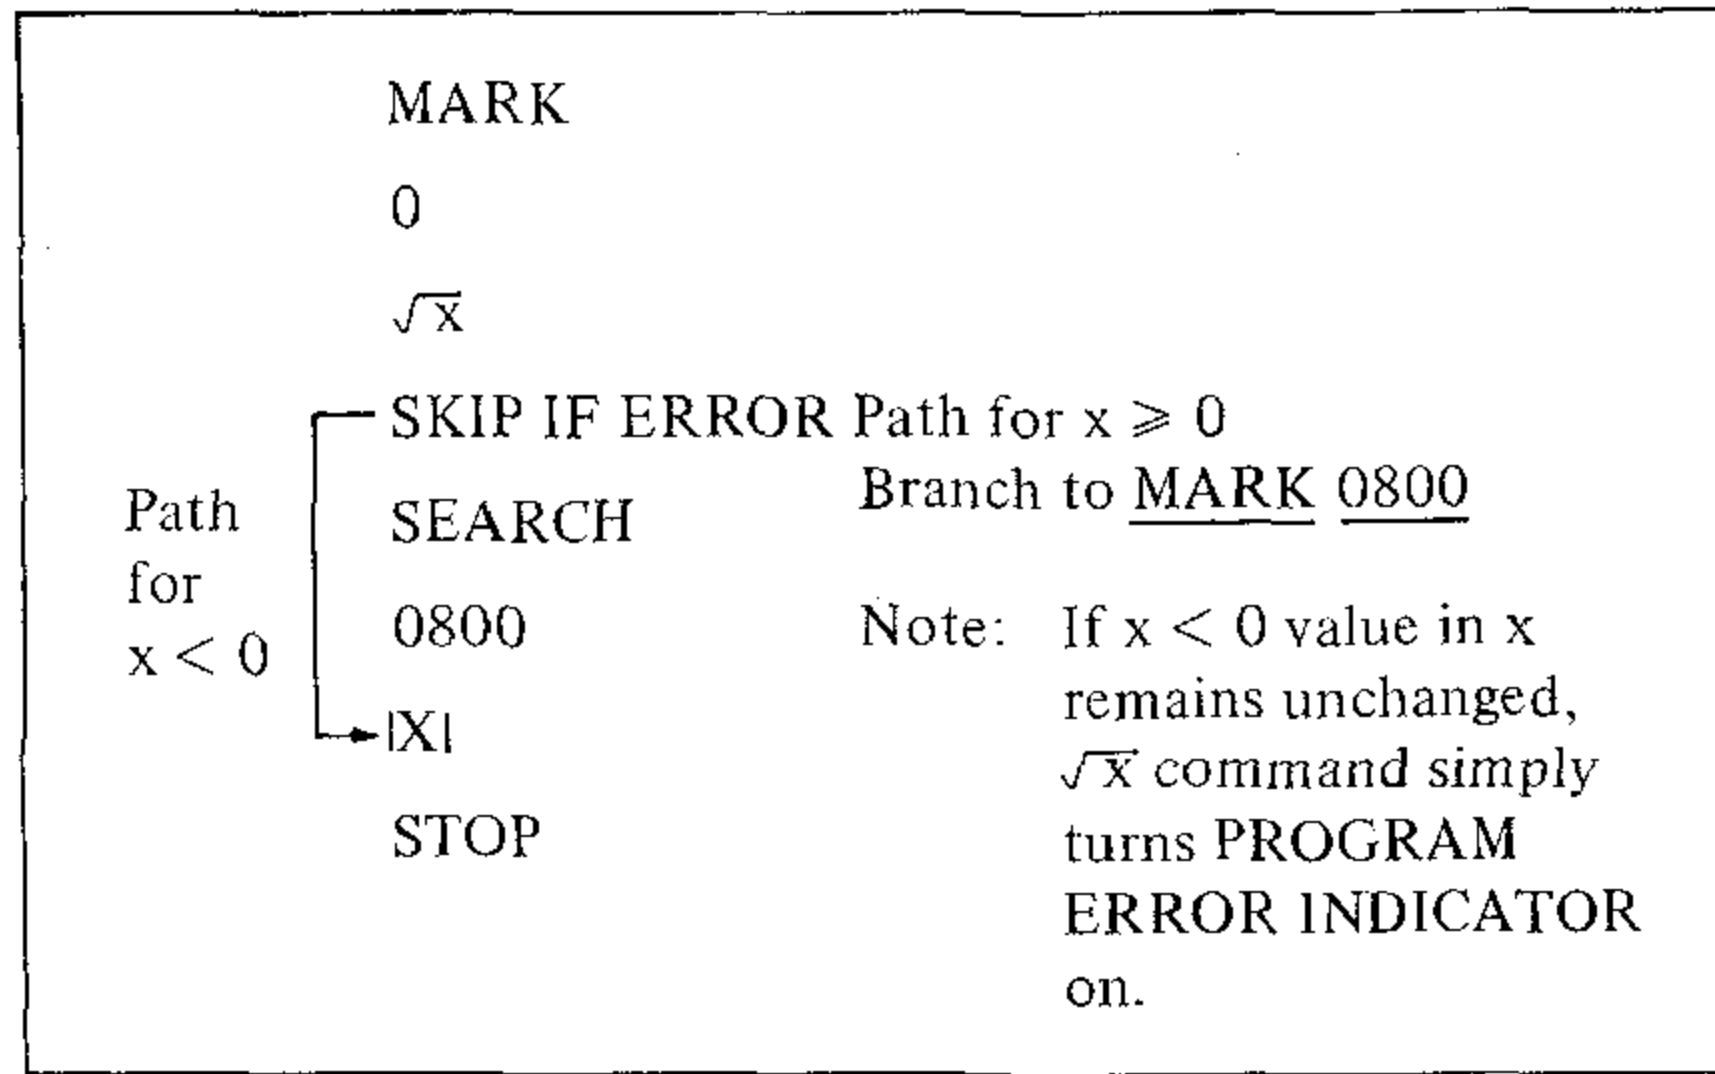 MARK
0
√x
SKIP IF ERROR Path for x ⩾ 0
Branch to MARK 0800
SEARCH
Path
for
x < 0
0800
|X|
STOP
Note: If x < 0 value in x
remains unchanged,
√x command simply
turns PROGRAM
ERROR INDICATOR
on.